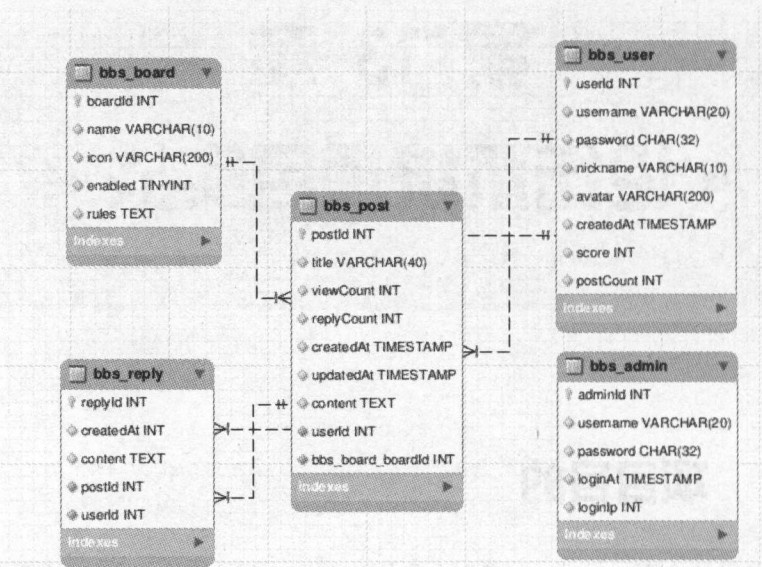 bbs_board
boardId INT
name VARCHAR(10)
icon VARCHAR(200)
enabled TINYINT
rules TEXT
Indexes
bbs_reply
replyId INT
createdAt INT
content TEXT
postId INT
userId INT
Indexes
bbs_post
postId INT
title VARCHAR(40)
viewCount INT
replyCount INT
createdAt TIMESTAMP
updatedAt TIMESTAMP
content TEXT
userId INT
bbs_board_boardId INT
Indexes
bbs_user
userId INT
username VARCHAR(20)
password CHAR(32)
nickname VARCHAR(10)
avatar VARCHAR(200)
createdAt TIMESTAMP
score INT
postCount INT
Indexes
bbs_admin
adminId INT
username VARCHAR(20)
password CHAR(32)
loginAt TIMESTAMP
loginIp INT
Indexes